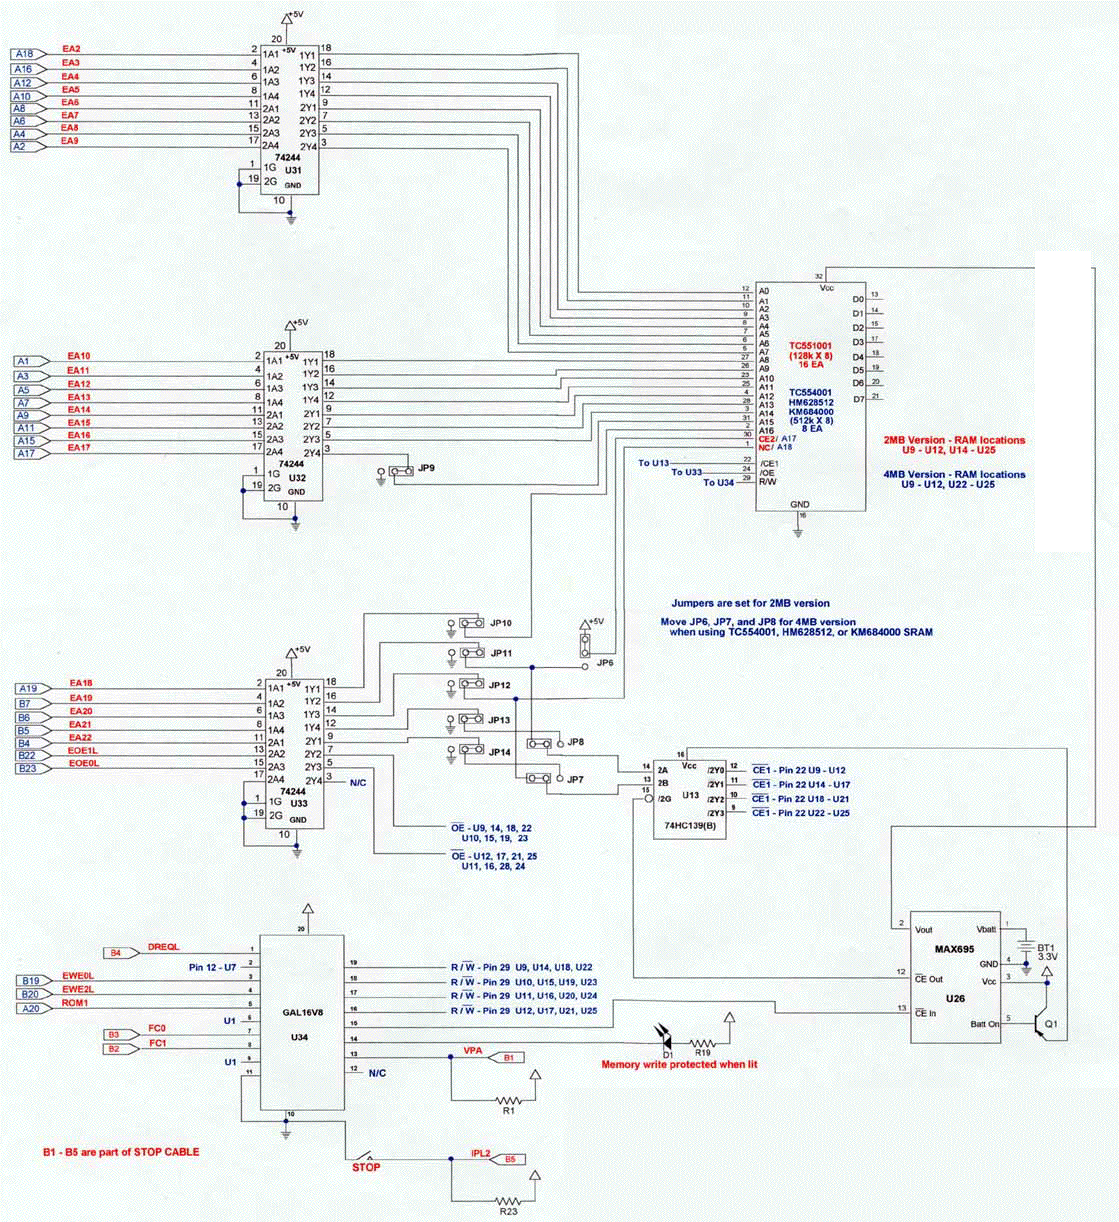 +5V
20
A18 EA2 2 1A1 +5V 1Y1 18
A16 EA3 4 1A2 1Y2 16
A12 EA4 6 1A3 1Y3 14
A10 EA5 8 1A4 1Y4 12
A8 EA6 11 2A1 2Y1 9
A6 EA7 13 2A2 2Y2 7
A4 EA8 15 2A3 2Y3 5
A2 EA9 17 2A4 2Y4 3
74244
1 1G U31
19 2G GND
10
+5V
20
A1 EA10 2 1A1 +5V 1Y1 18
A3 EA11 4 1A2 1Y2 16
A5 EA12 6 1A3 1Y3 14
A7 EA13 8 1A4 1Y4 12
A9 EA14 11 2A1 2Y1 9
A11 EA15 13 2A2 2Y2 7
A15 EA16 15 2A3 2Y3 5
A17 EA17 17 2A4 2Y4 3
74244
1 1G U32
19 2G GND
10
JP9
32
Vcc
12 A0 D0 13
11 A1 D1 14
10 A2 D2 15
9 A3 D3 17
8 A4 D4 18
7 A5 D5 19
6 A6 D6 20
5 A7 D7 21
27 A8
26 A9
23 A10
25 A11
4 A12
28 A13
3 A14
31 A15
2 A16
30 CE2/ A17
1 NC/ A18
To U13 22 /CE1
To U33 24 /OE
To U34 29 R/W
GND
16
TC551001
(128k X 8)
16 EA
TC554001
HM628512
KM684000
(512k X 8)
8 EA
2MB Version - RAM locations
U9 - U12, U14 - U25
4MB Version - RAM locations
U9 - U12, U22 - U25
Jumpers are set for 2MB version
Move JP6, JP7, and JP8 for 4MB version
when using TC554001, HM628512, or KM684000 SRAM
JP10
JP11
JP12
JP13
JP14
+5V
JP6
JP8
JP7
+5V
20
A19 EA18 2 1A1 +5V 1Y1 18
B7 EA19 4 1A2 1Y2 16
B6 EA20 6 1A3 1Y3 14
B5 EA21 8 1A4 1Y4 12
B4 EA22 11 2A1 2Y1 9
B22 EOE1L 13 2A2 2Y2 7
B23 EOE0L 15 2A3 2Y3 5
17 2A4 2Y4 3 N/C
74244
1 1G U33
19 2G GND
10
OE - U9, 14, 18, 22
U10, 15, 19, 23
OE - U12, 17, 21, 25
U11, 16, 28, 24
16
Vcc
14 2A /2Y0 12 CE1 - Pin 22 U9 - U12
13 2B /2Y1 11 CE1 - Pin 22 U14 - U17
15 /2G U13 /2Y2 10 CE1 - Pin 22 U18 - U21
/2Y3 9 CE1 - Pin 22 U22 - U25
74HC139(B)
20
B4 DREQL 1
Pin 12 - U7 2
B19 EWE0L 3
B20 EWE2L 4
A20 ROM1 5
U1 6
B3 FC0 7
B2 FC1 8
U1 9
11
GAL16V8
U34
10
19 R / W - Pin 29 U9, U14, U18, U22
18 R / W - Pin 29 U10, U15, U19, U23
17 R / W - Pin 29 U11, U16, U20, U24
16 R / W - Pin 29 U12, U17, U21, U25
15
14
13 VPA B1
12 N/C
D1 R19
Memory write protected when lit
R1
STOP
IPL2 B5
R23
B1 - B5 are part of STOP CABLE
2 Vout Vbatt 1
MAX695
GND 4
12 CE Out Vcc 3
U26
13 CE In
Batt On 5
BT1
3.3V
Q1